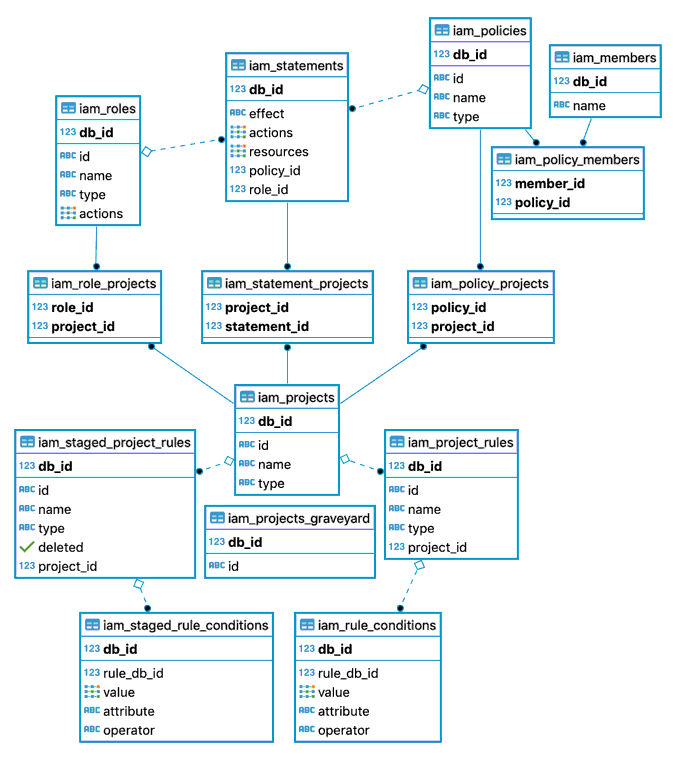 iam_policies
123 db_id
ABC id
ABC name
ABC type
iam_members
123 db_id
ABC name
iam_statements
123 db_id
ABC effect
actions
resources
123 policy_id
123 role_id
iam_roles
123 db_id
ABC id
ABC name
ABC type
actions
iam_policy_members
123 member_id
123 policy_id
iam_role_projects
123 role_id
123 project_id
iam_statement_projects
123 project_id
123 statement_id
iam_policy_projects
123 policy_id
123 project_id
iam_projects
123 db_id
ABC id
ABC name
ABC type
iam_staged_project_rules
123 db_id
ABC id
ABC name
ABC type
deleted
123 project_id
iam_project_rules
123 db_id
ABC id
ABC name
ABC type
123 project_id
iam_projects_graveyard
123 db_id
ABC id
iam_staged_rule_conditions
123 db_id
123 rule_db_id
value
ABC attribute
ABC operator
iam_rule_conditions
123 db_id
123 rule_db_id
value
ABC attribute
ABC operator